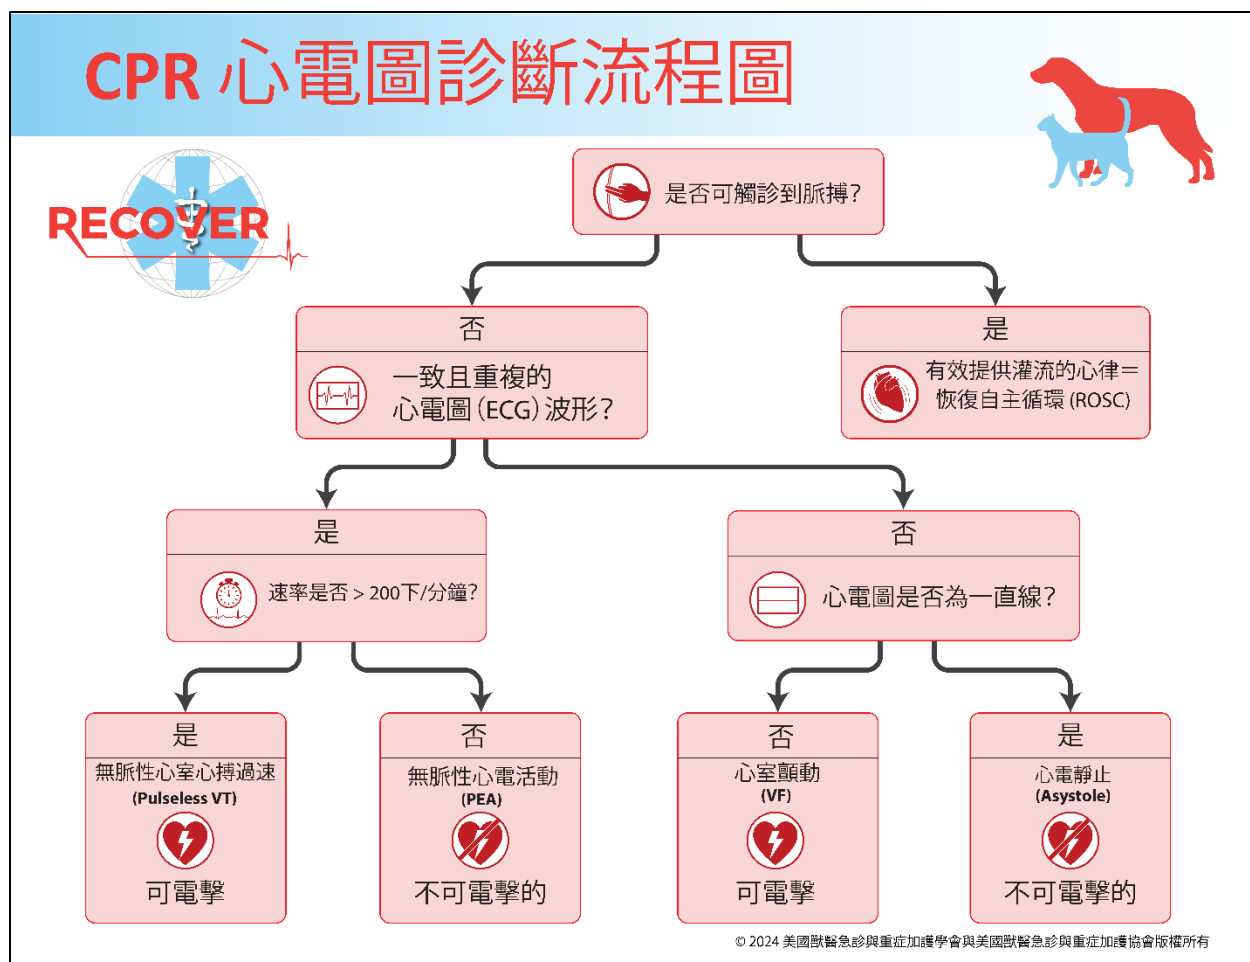 CPR 心電圖診斷流程圖
RECOVER
是否可觸診到脈搏?
否
一致且重複的
心電圖(ECG)波形?
是
有效提供灌流的心律=
恢復自主循環(ROSC)
是
速率是否 > 200下/分鐘?
否
心電圖是否為一直線?
是
無脈性心室心搏過速
(Pulseless VT)
可電擊
否
無脈性心電活動
(PEA)
不可電擊的
否
心室顫動
(VF)
可電擊
是
心電靜止
(Asystole)
不可電擊的
© 2024 美國獸醫急診與重症加護學會與美國獸醫急診與重症加護協會版權所有